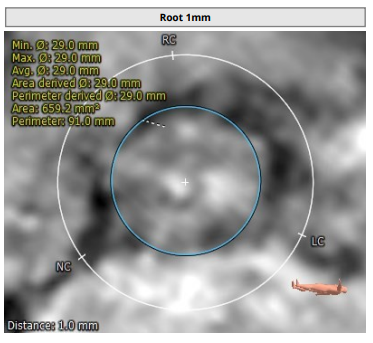 Root 1mm
RC
Min. Ø: 29.0 mm
Max. Ø: 29.0 mm
Avg. Ø: 29.0 mm
Area derived Ø: 29.0 mm
Perimeter derived Ø: 29.0 mm
Area: 659.2 mm²
Perimeter: 91.0 mm
LC
NC
Distance: 1.0 mm